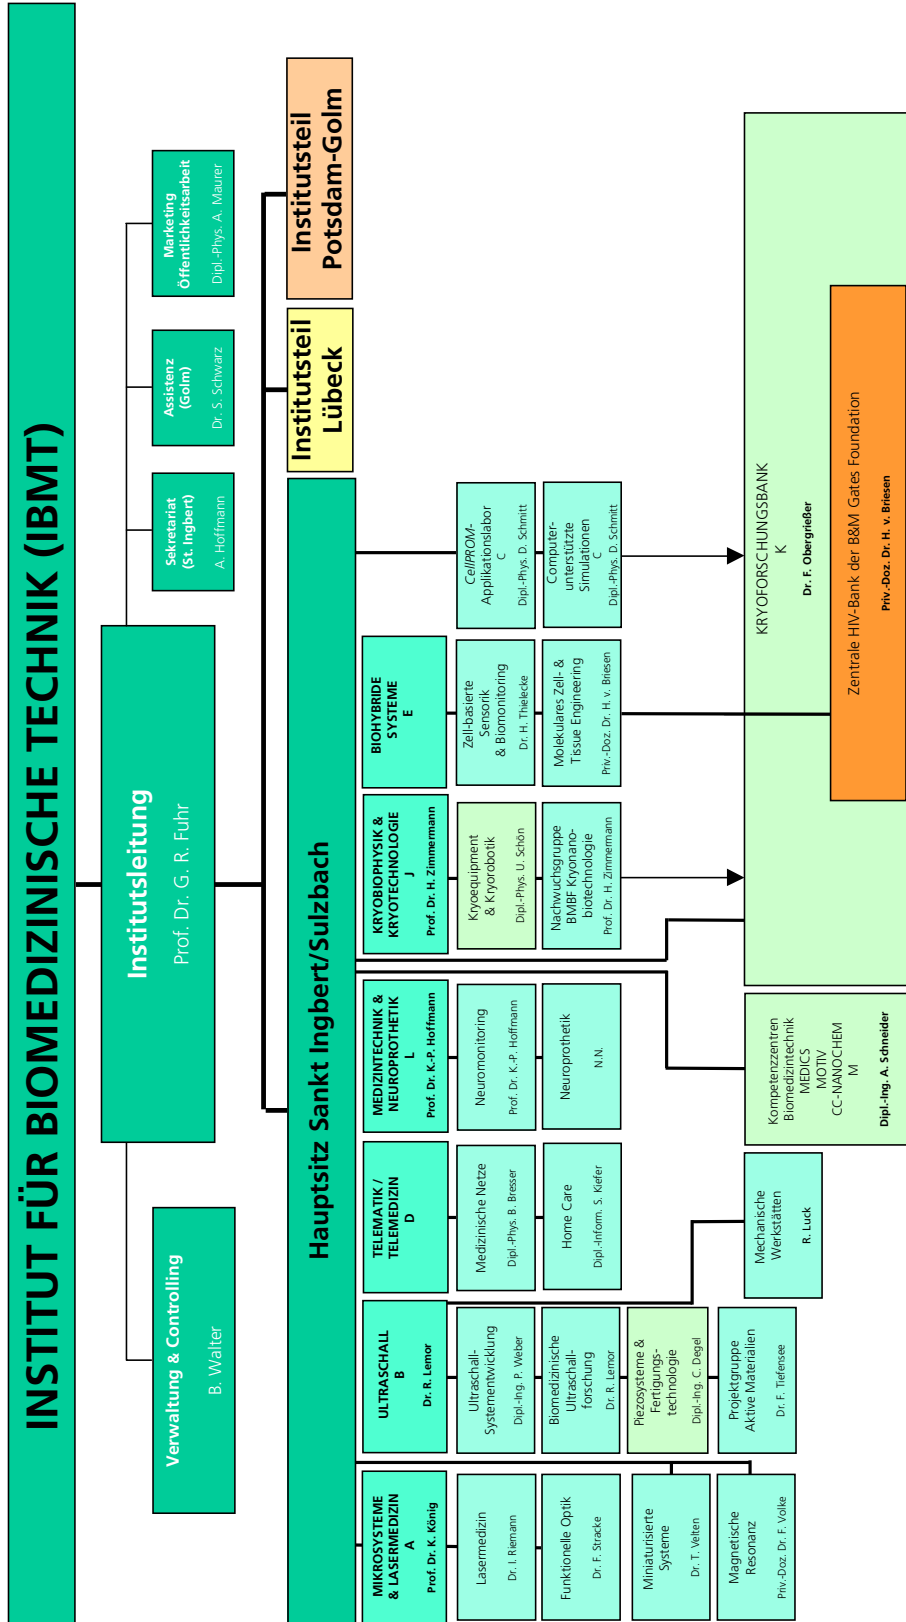 INSTITUT FÜR BIOMEDIZINISCHE TECHNIK (IBMT)
Institutsleitung
Prof. Dr. G. R. Fuhr
Verwaltung & Controlling
B. Walter
Sekretariat
(St. Ingbert)
A. Hoffmann
Assistenz
(Golm)
Dr. S. Schwarz
Marketing
Öffentlichkeitsarbeit
Dipl.-Phys. A. Maurer
Hauptsitz Sankt Ingbert/Sulzbach
Institutsteil
Lübeck
Institutsteil
Potsdam-Golm
MIKROSYSTEME
& LASERMEDIZIN
A
Prof. Dr. K. König
Lasermedizin
Dr. I. Riemann
Funktionelle Optik
Dr. F. Stracke
Miniaturisierte
Systeme
Dr. T. Velten
Magnetische
Resonanz
Priv.-Doz. Dr. F. Volke
ULTRASCHALL
B
Dr. R. Lemor
Ultraschall-
Systementwicklung
Dipl.-Ing. P. Weber
Biomedizinische
Ultraschall-
forschung
Dr. R. Lemor
Piezosysteme &
Fertigungs-
technologie
Dipl.-Ing. C. Degel
Projektgruppe
Aktive Materialien
Dr. F. Tiefensee
TELEMATIK /
TELEMEDIZIN
D
Medizinische Netze
Dipl.-Phys. B. Bresser
Home Care
Dipl.-Inform. S. Kiefer
Mechanische
Werkstätten
R. Luck
MEDIZINTECHNIK &
NEUROPROTHETIK
L
Prof. Dr. K.-P. Hoffmann
Neuromonitoring
Prof. Dr. K.-P. Hoffmann
Neuroprothetik
N.N.
Kompetenzzentren
Biomedizintechnik
MEDICS
MOTIV
CC-NANOCHEM
M
Dipl.-Ing. A. Schneider
KRYOBIOPHYSIK &
KRYOTECHNOLOGIE
J
Prof. Dr. H. Zimmermann
Kryoequipment
& Kryorobotik
Dipl.-Phys. U. Schön
Nachwuchsgruppe
BMBF Kryonano-
biotechnologie
Prof. Dr. H. Zimmermann
BIOHYBRIDE
SYSTEME
E
Zell-basierte
Sensorik
& Biomonitoring
Dr. H. Thielecke
Molekulares Zell- &
Tissue Engineering
Priv.-Doz. Dr. H. v. Briesen
CellPROM-
Applikationslabor
C
Dipl.-Phys. D. Schmitt
Computer-
unterstützte
Simulationen
C
Dipl.-Phys. D. Schmitt
KRYOFORSCHUNGSBANK
K
Dr. F. Obergrießer
Zentrale HIV-Bank der B&M Gates Foundation
Priv.-Doz. Dr. H. v. Briesen